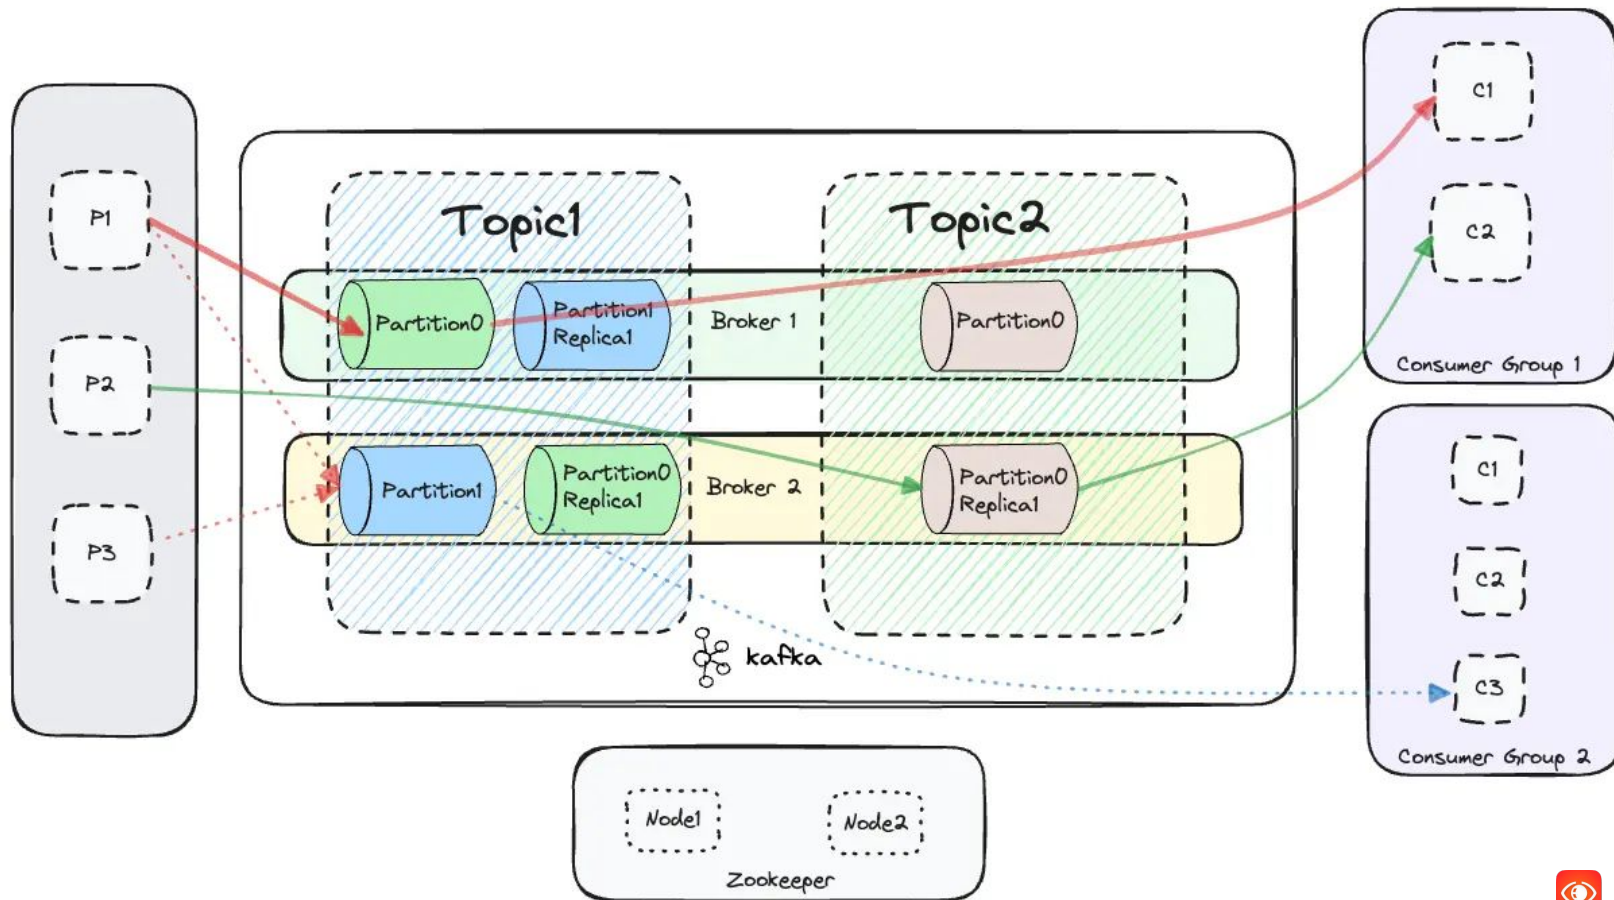 P1
P2
P3
Topic1
Topic2
Partition0
Partition1
Replica1
Broker 1
Partition0
Partition1
Partition0
Replica1
Broker 2
Partition0
Replica1
kafka
C1
C2
Consumer Group 1
C1
C2
C3
Consumer Group 2
Node1
Node2
Zookeeper